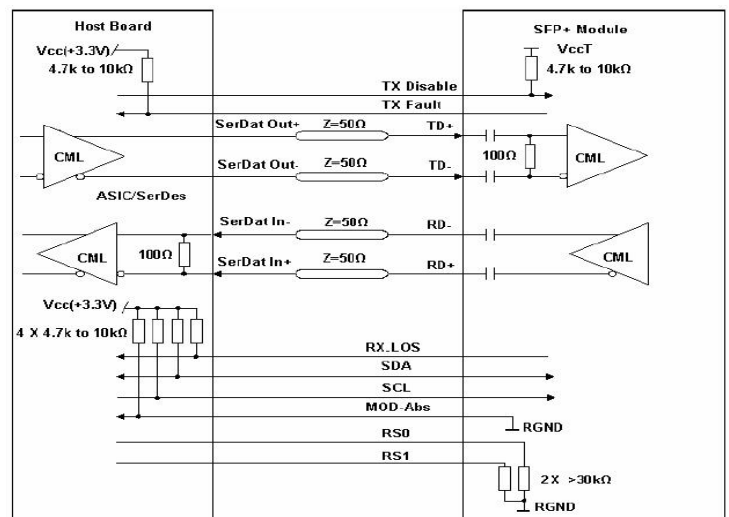 Host Board
SFP+ Module
Vcc(+3.3V)
4.7k to 10kΩ
VccT
4.7k to 10kΩ
TX Disable
TX Fault
SerDat Out+
Z=50Ω
TD+
CML
100Ω
CML
SerDat Out-
Z=50Ω
TD-
ASIC/SerDes
SerDat In-
Z=50Ω
RD-
CML
100Ω
CML
SerDat In+
Z=50Ω
RD+
Vcc(+3.3V)
4 X 4.7k to 10kΩ
RX_LOS
SDA
SCL
MOD-Abs
RGND
RS0
RS1
2X >30kΩ
RGND